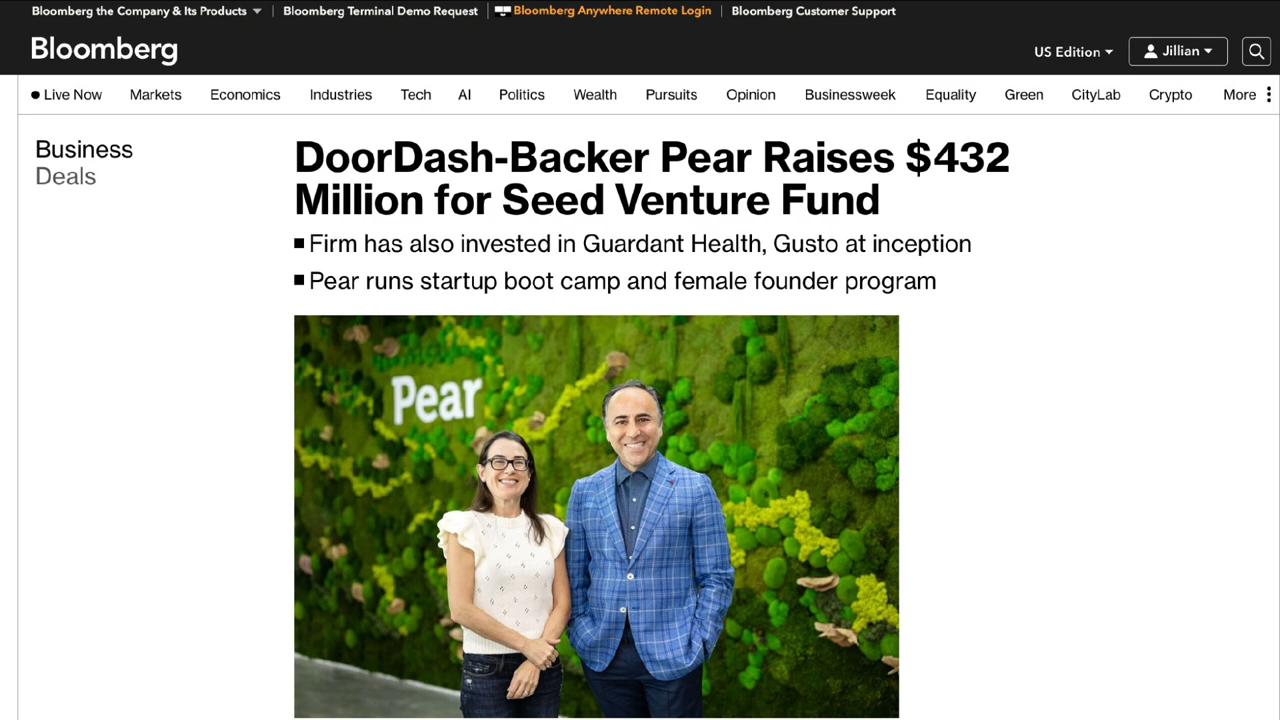 Bloomberg the Company & Its Products
Bloomberg Terminal Demo Request
Bloomberg Anywhere Remote Login
Bloomberg Customer Support
Bloomberg
US Edition
Jillian
Live Now
Markets
Economics
Industries
Tech
AI
Politics
Wealth
Pursuits
Opinion
Businessweek
Equality
Green
CityLab
Crypto
More
Business
Deals
DoorDash-Backer Pear Raises $432
Million for Seed Venture Fund
Firm has also invested in Guardant Health, Gusto at inception
Pear runs startup boot camp and female founder program
Pear